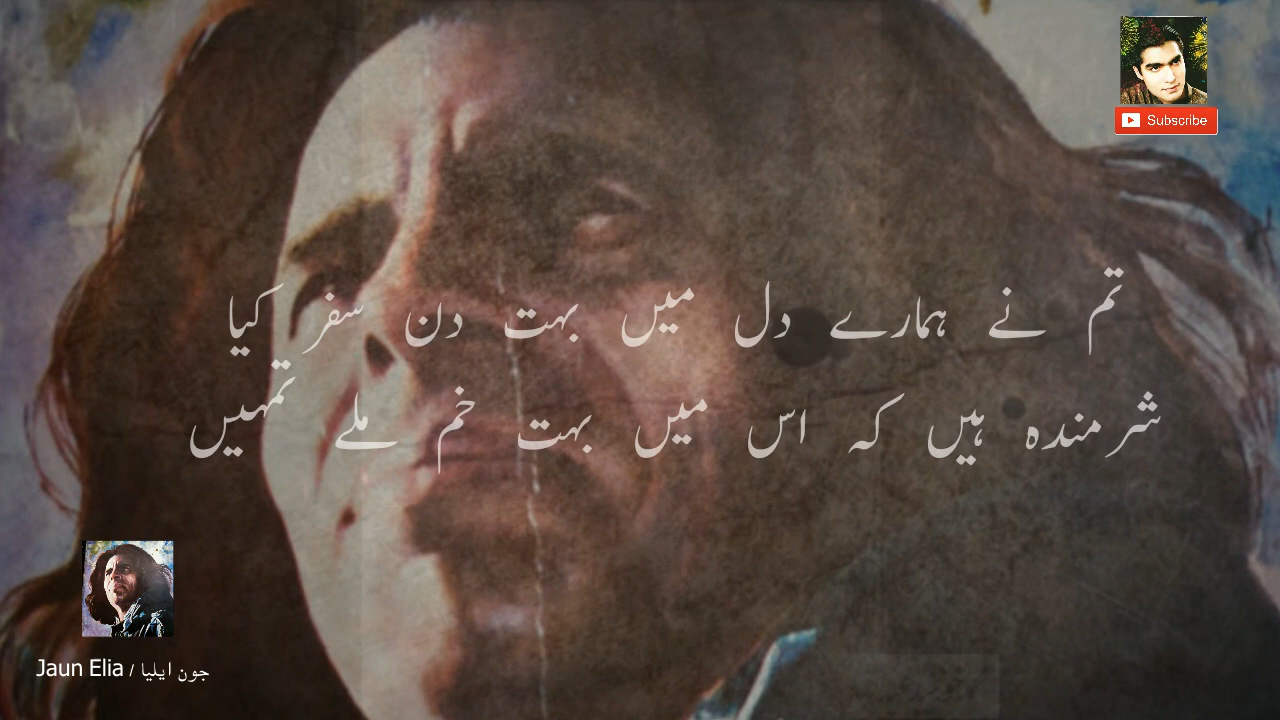 Subscribe
تم نے ہمارے دل میں بہت دن سفر کیا
شرمندہ ہیں کہ اس میں بہت خم ملے تمہیں
Jaun Elia / جون ایلیا